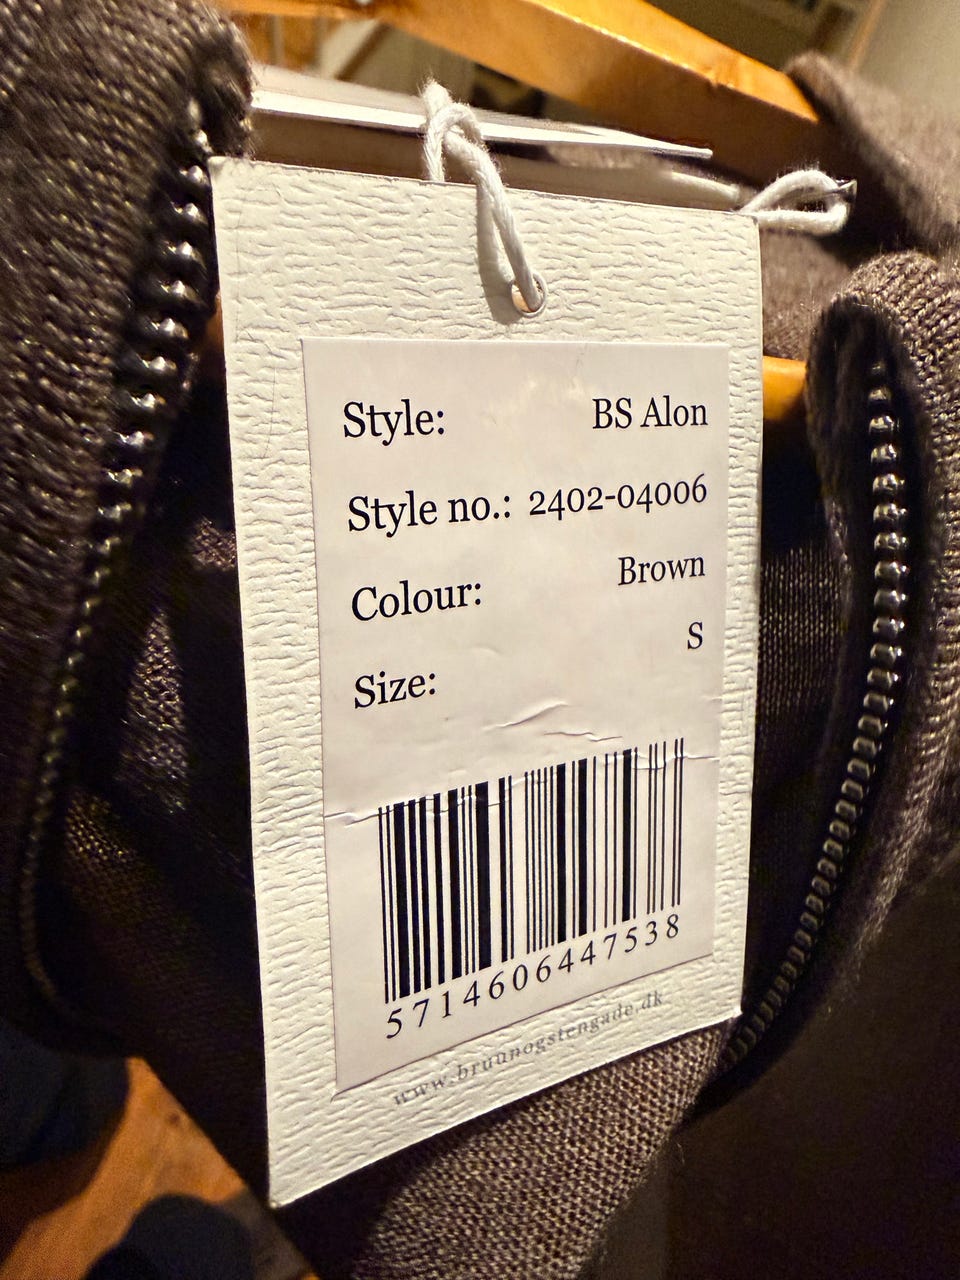 Style: BS Alon
Style no.: 2402-04006
Colour: Brown
Size: S
5714606447538
www.bruunogstengade.dk